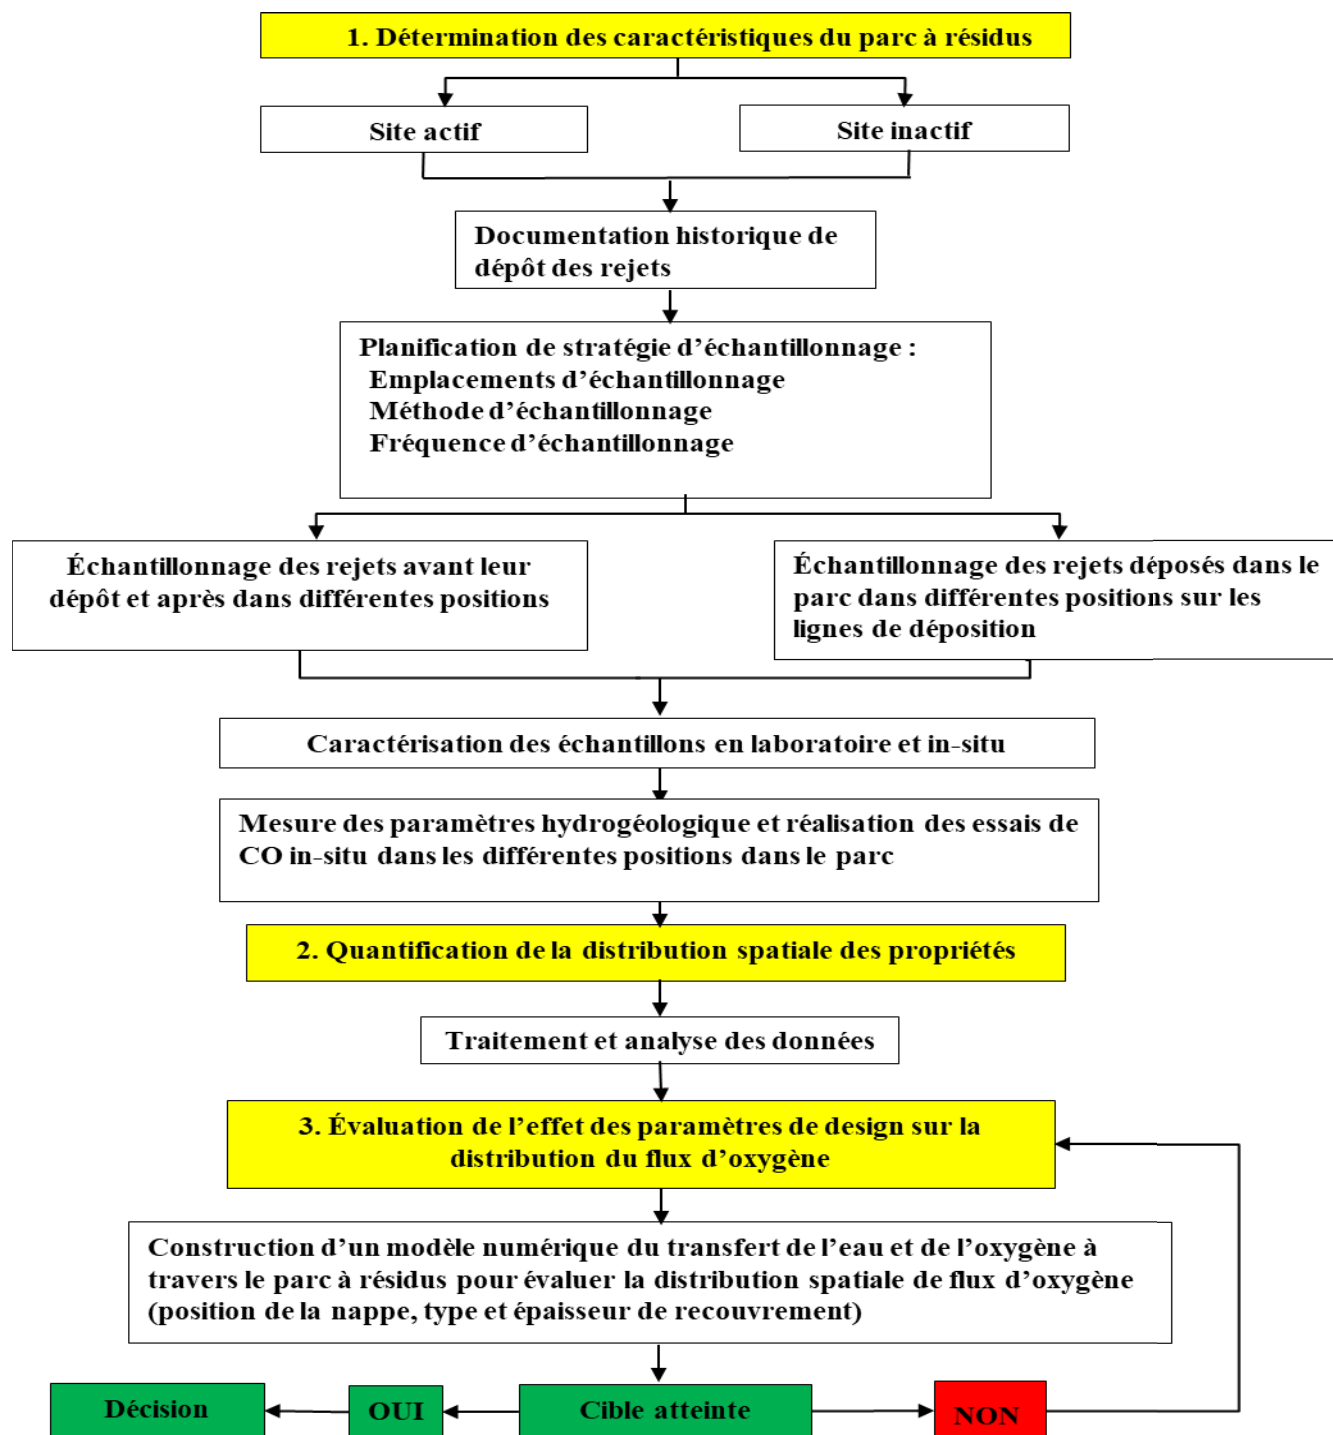 1. Détermination des caractéristiques du parc à résidus
Site actif
Site inactif
Documentation historique de
dépôt des rejets
Planification de stratégie d’échantillonnage :
Emplacements d’échantillonnage
Méthode d’échantillonnage
Fréquence d’échantillonnage
Échantillonnage des rejets avant leur
dépôt et après dans différentes positions
Échantillonnage des rejets déposés dans le
parc dans différentes positions sur les
lignes de déposition
Caractérisation des échantillons en laboratoire et in-situ
Mesure des paramètres hydrogéologique et réalisation des essais de
CO in-situ dans les différentes positions dans le parc
2. Quantification de la distribution spatiale des propriétés
Traitement et analyse des données
3. Évaluation de l’effet des paramètres de design sur la
distribution du flux d’oxygène
Construction d’un modèle numérique du transfert de l’eau et de l’oxygène à
travers le parc à résidus pour évaluer la distribution spatiale de flux d’oxygène
(position de la nappe, type et épaisseur de recouvrement)
Décision
OUI
Cible atteinte
NON